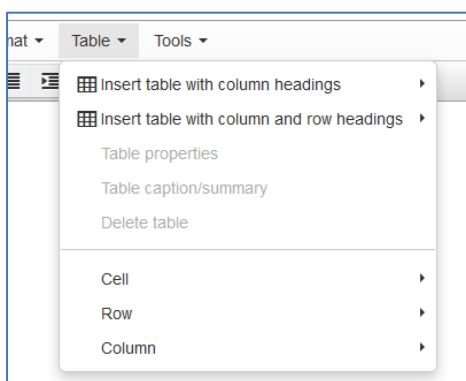 nat Table Tools
Insert table with column headings
Insert table with column and row headings
Table properties
Table caption/summary
Delete table
Cell
Row
Column